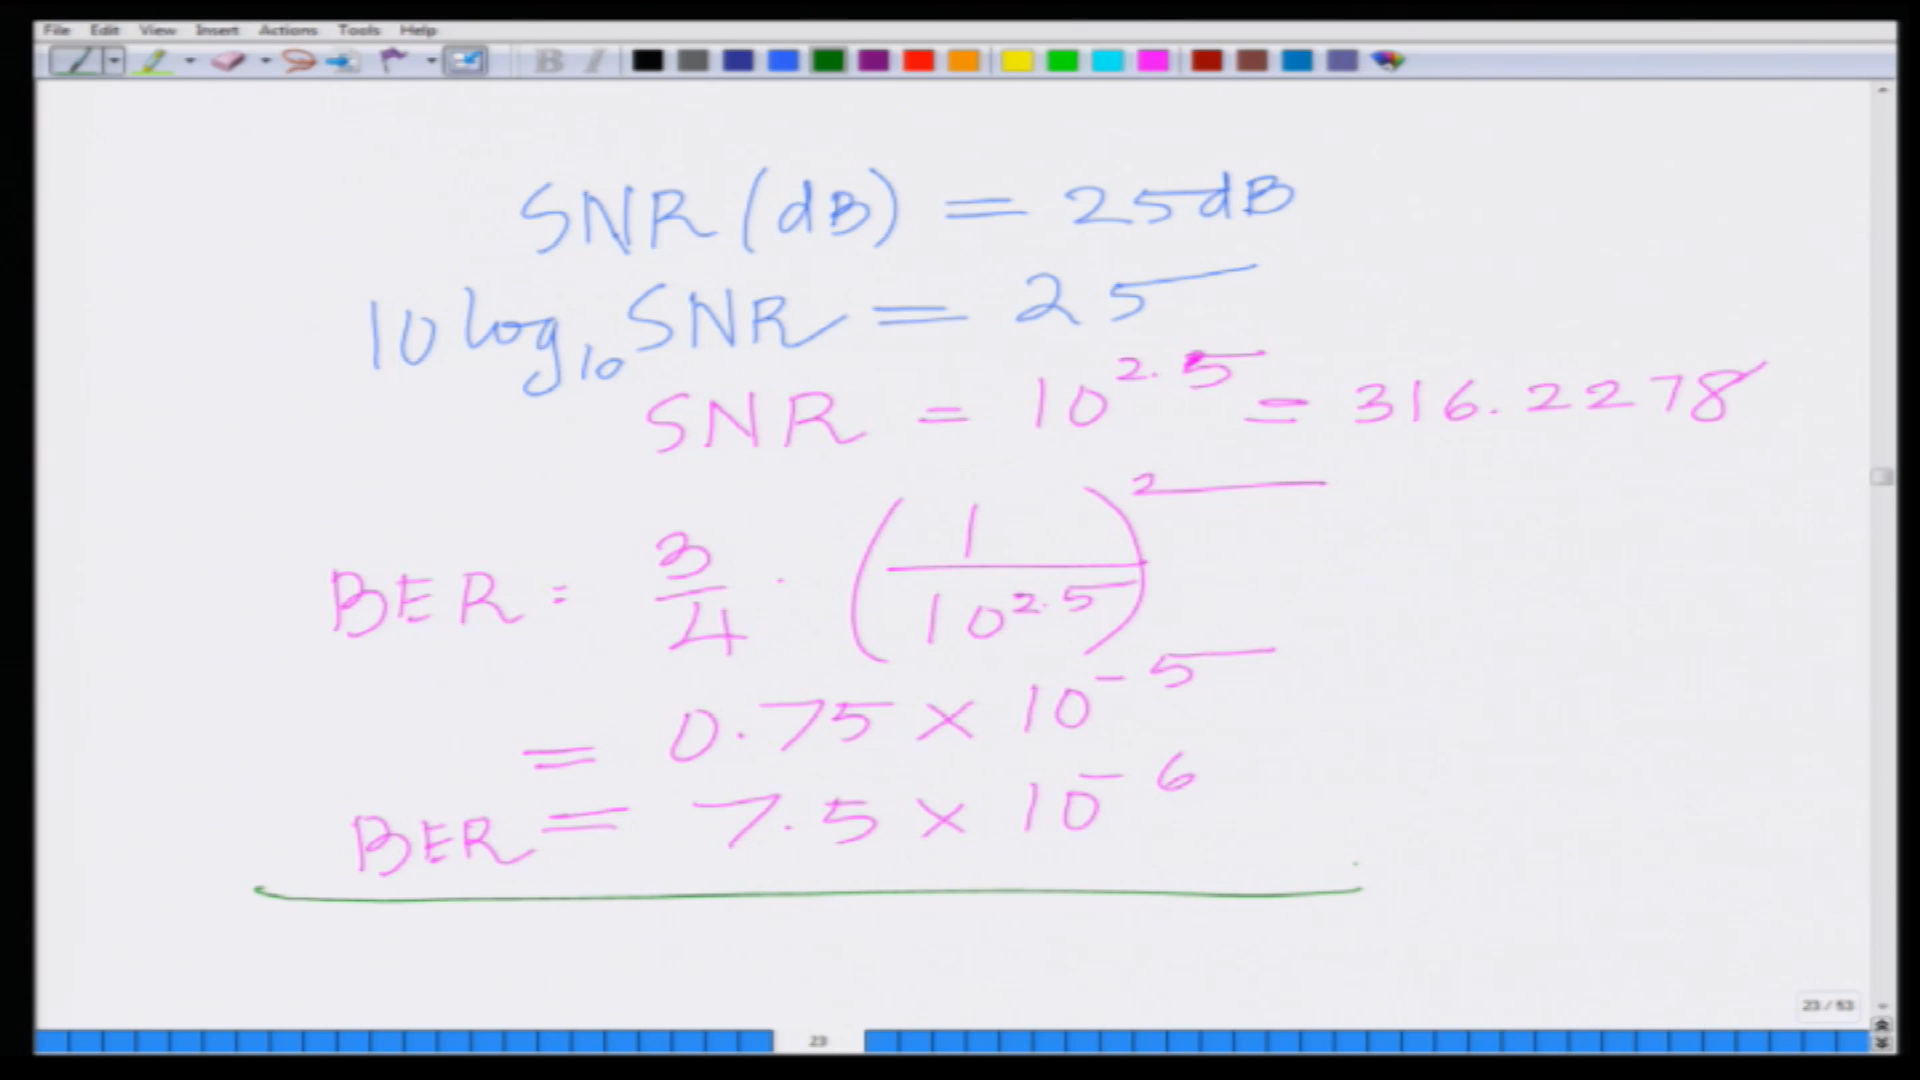 File Edit View Insert Actions Tools Help
B I
SNR (dB) = 25dB
10 log₁₀ SNR = 25
SNR = 10^2.5 = 316.2278
BER = 3/4 · (1/10^2.5)^2
= 0.75 × 10^-5
BER = 7.5 × 10^-6
23 / 53
23